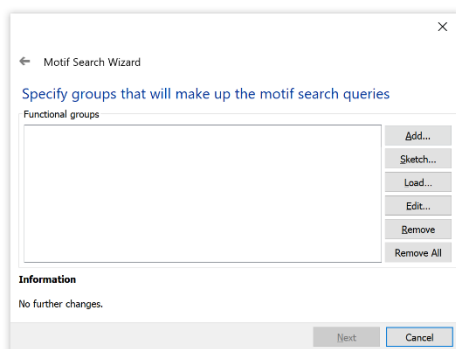 Motif Search Wizard
Specify groups that will make up the motif search queries
Functional groups
Add...
Sketch...
Load...
Edit...
Remove
Remove All
Information
No further changes.
Next
Cancel